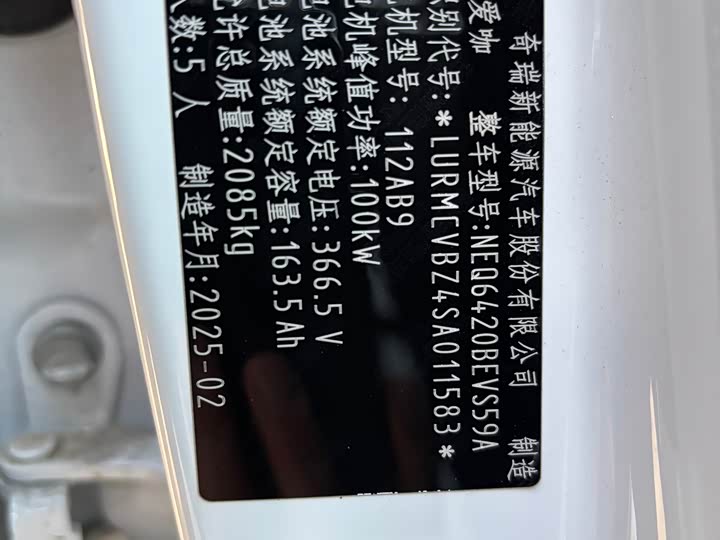 奇瑞新能源汽车股份有限公司 制造
爱咖 整车型号:NEQ6420BEVS59A
别代号:*LURMCVBZ4SA011583*
机型号: 112AB9
机峰值功率:100kW
池系统额定电压:366.5 V
池系统额定容量:163.5 Ah
许总质量:2085kg
数:5 人 制造年月:2025-02